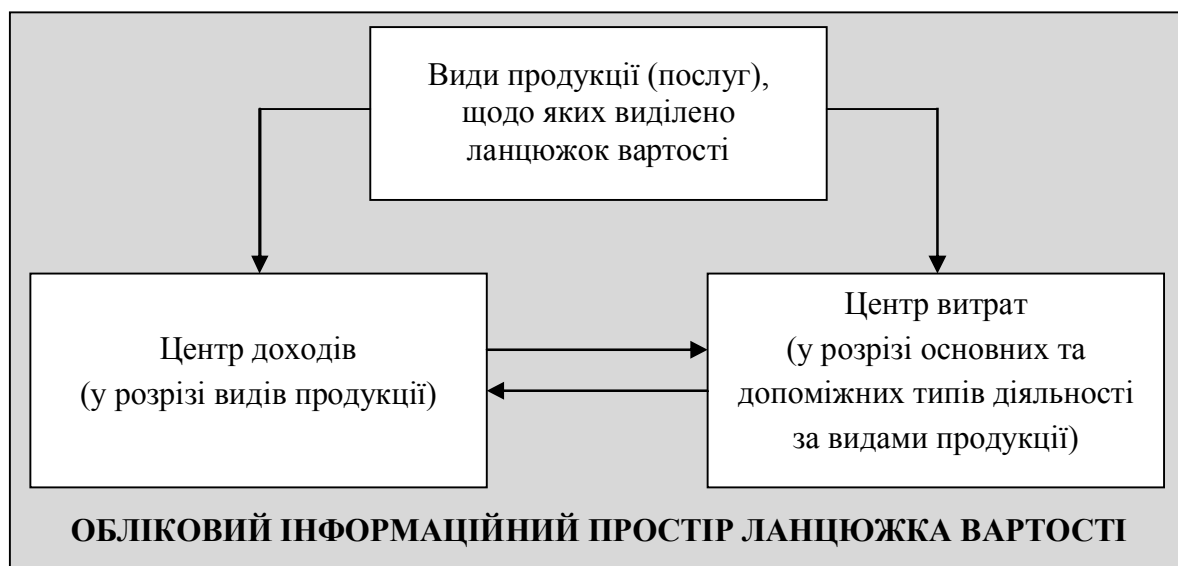 Види продукції (послуг),
щодо яких виділено
ланцюжок вартості
Центр доходів
(у розрізі видів продукції)
Центр витрат
(у розрізі основних та
допоміжних типів діяльності
за видами продукції)
ОБЛІКОВИЙ ІНФОРМАЦІЙНИЙ ПРОСТІР ЛАНЦЮЖКА ВАРТОСТІ